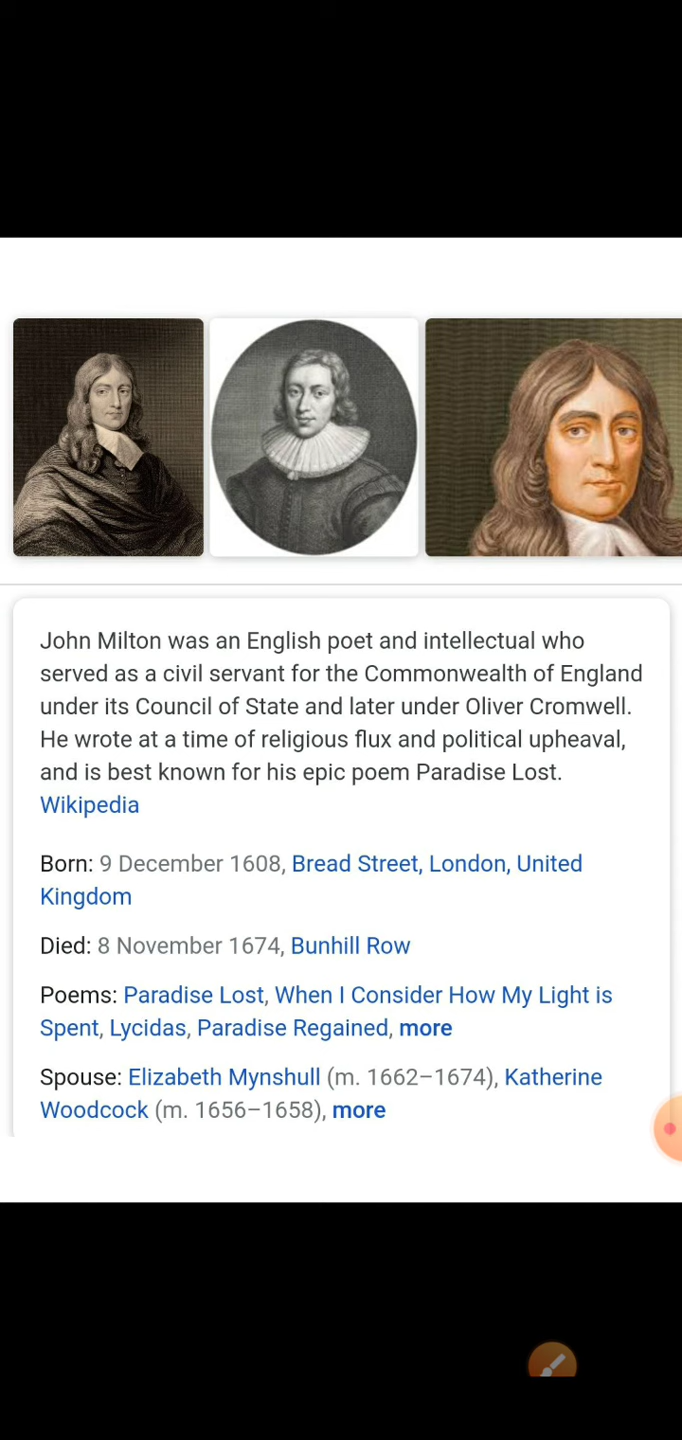 John Milton was an English poet and intellectual who
served as a civil servant for the Commonwealth of England
under its Council of State and later under Oliver Cromwell.
He wrote at a time of religious flux and political upheaval,
and is best known for his epic poem Paradise Lost.
Wikipedia
Born: 9 December 1608, Bread Street, London, United
Kingdom
Died: 8 November 1674, Bunhill Row
Poems: Paradise Lost, When I Consider How My Light is
Spent, Lycidas, Paradise Regained, more
Spouse: Elizabeth Mynshull (m. 1662–1674), Katherine
Woodcock (m. 1656–1658), more